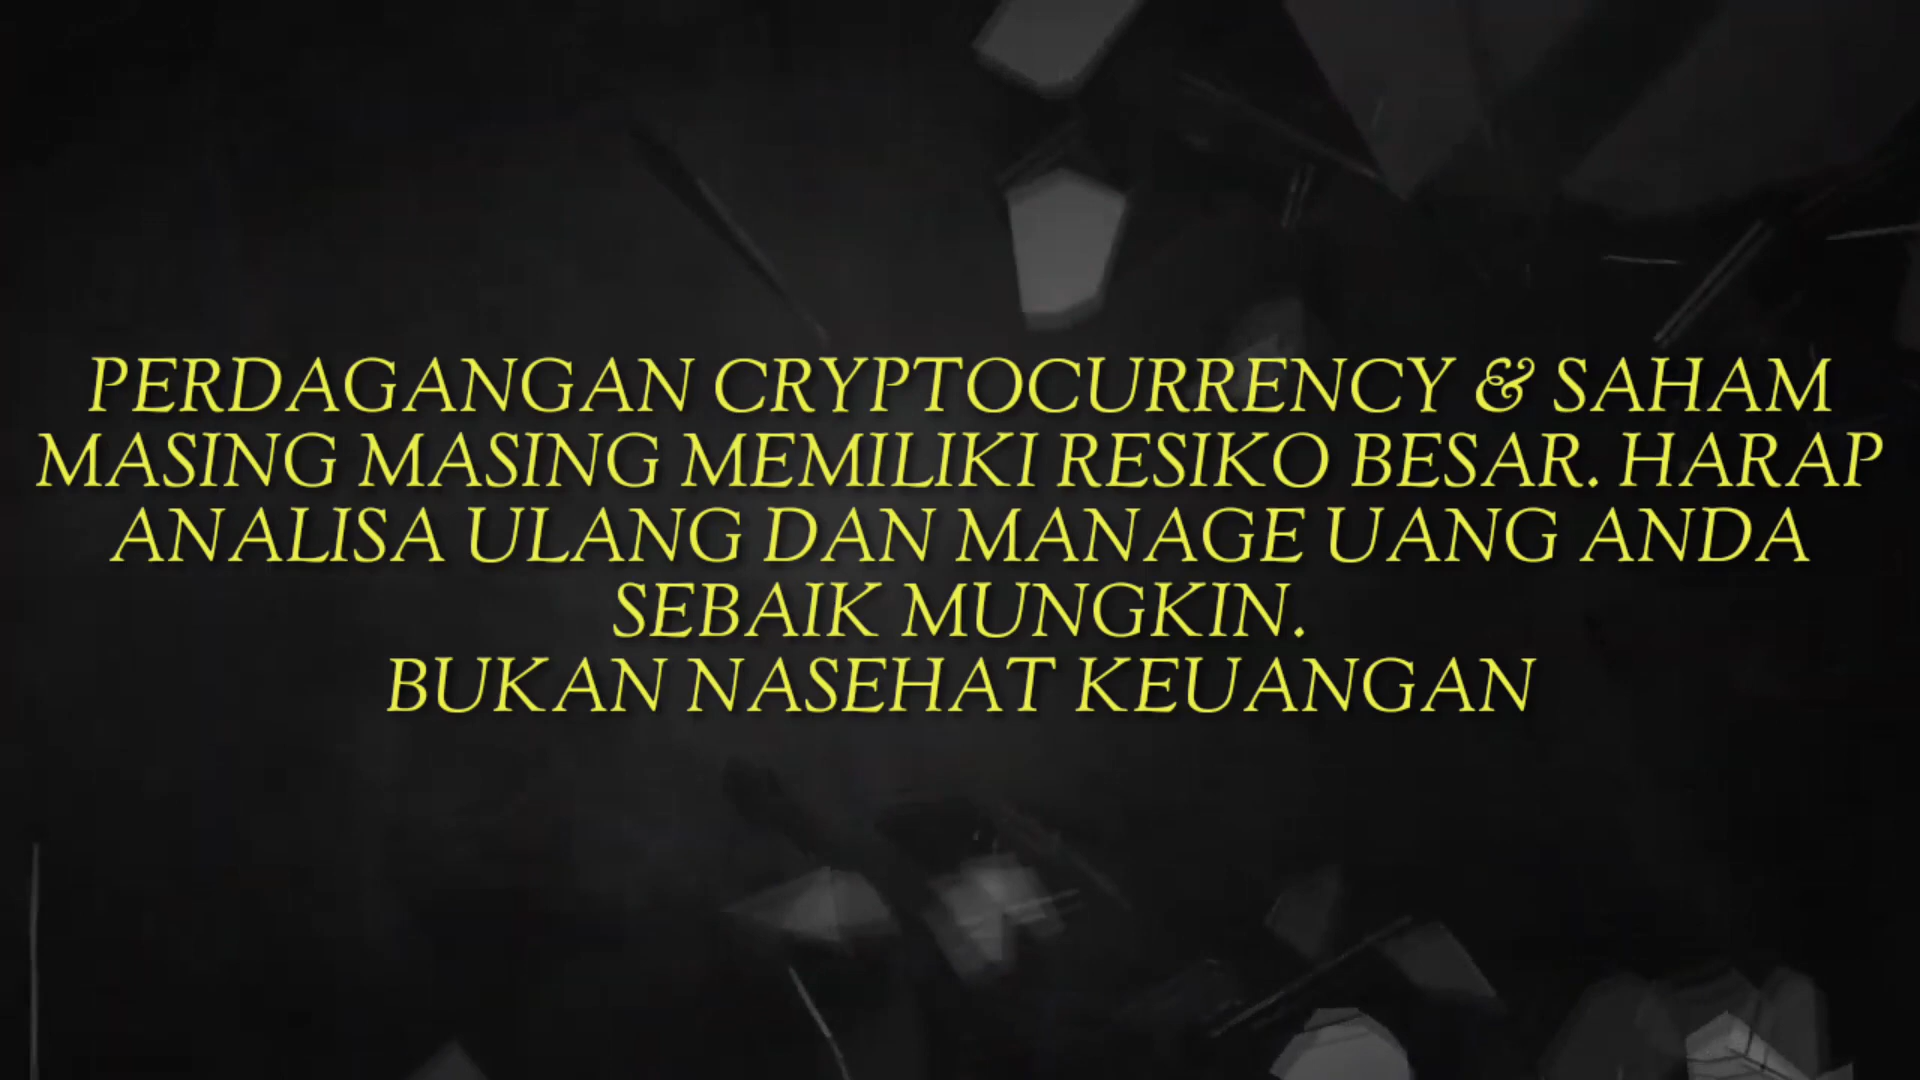 PERDAGANGAN CRYPTOCURRENCY & SAHAM
MASING MASING MEMILIKI RESIKO BESAR. HARAP
ANALISA ULANG DAN MANAGE UANG ANDA
SEBAIK MUNGKIN.
BUKAN NASEHAT KEUANGAN